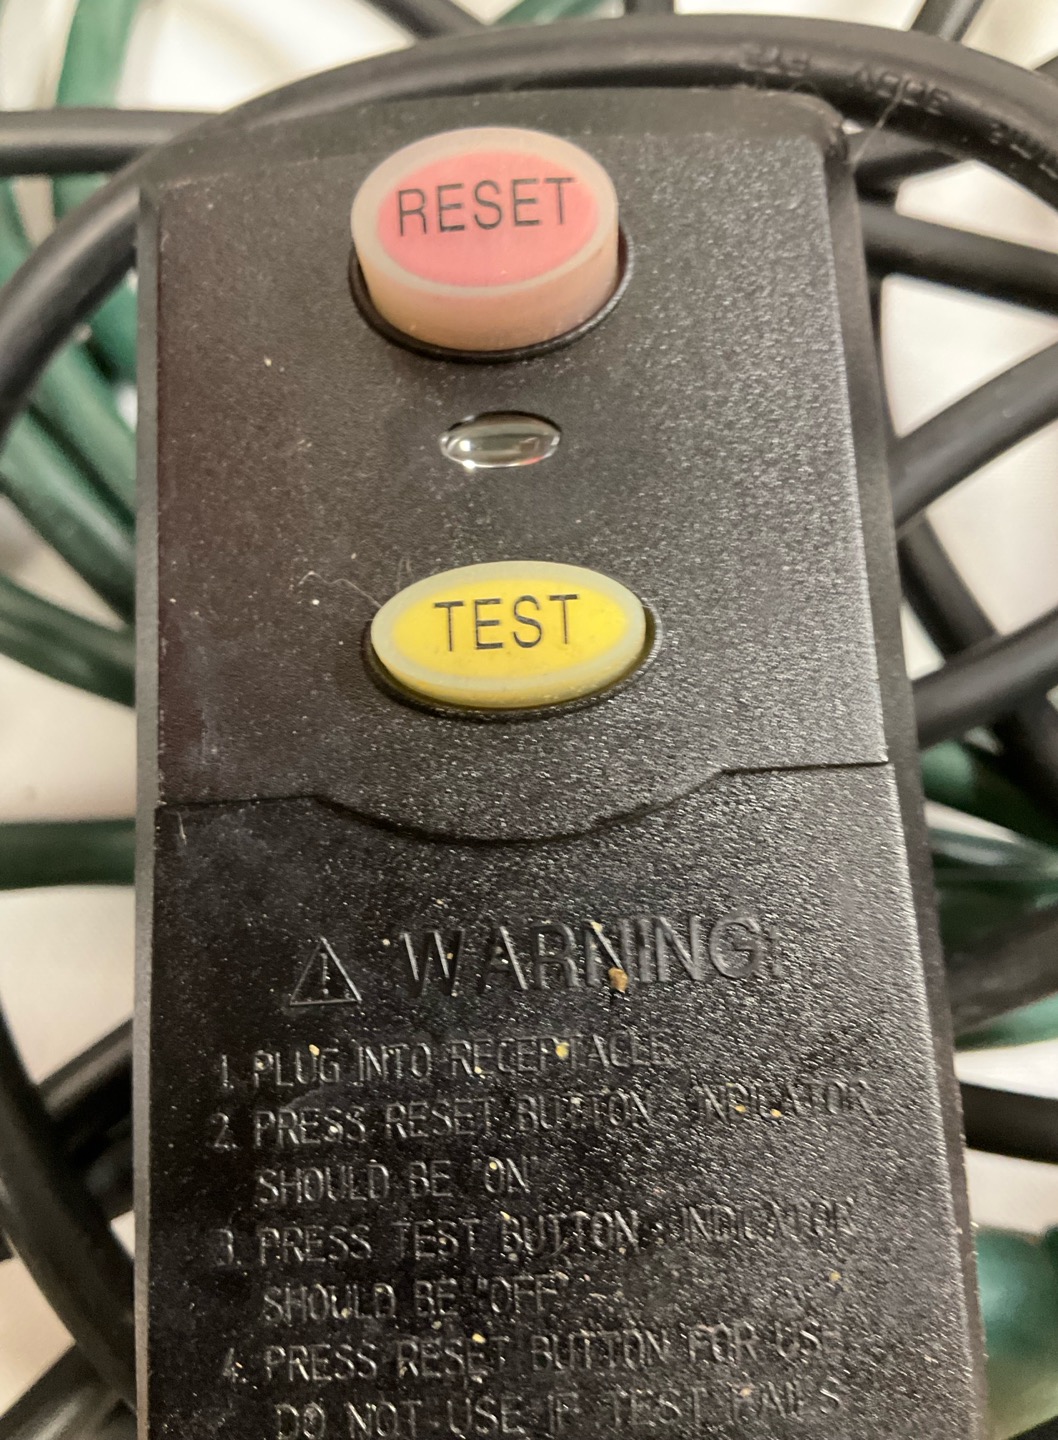 RESET
TEST
WARNING:
1. PLUG INTO RECEPTACLE
2. PRESS RESET BUTTON, INDICATOR
SHOULD BE "ON"
3. PRESS TEST BUTTON, INDICATOR
SHOULD BE "OFF"
4. PRESS RESET BUTTON FOR USE
DO NOT USE IF TEST FAILS